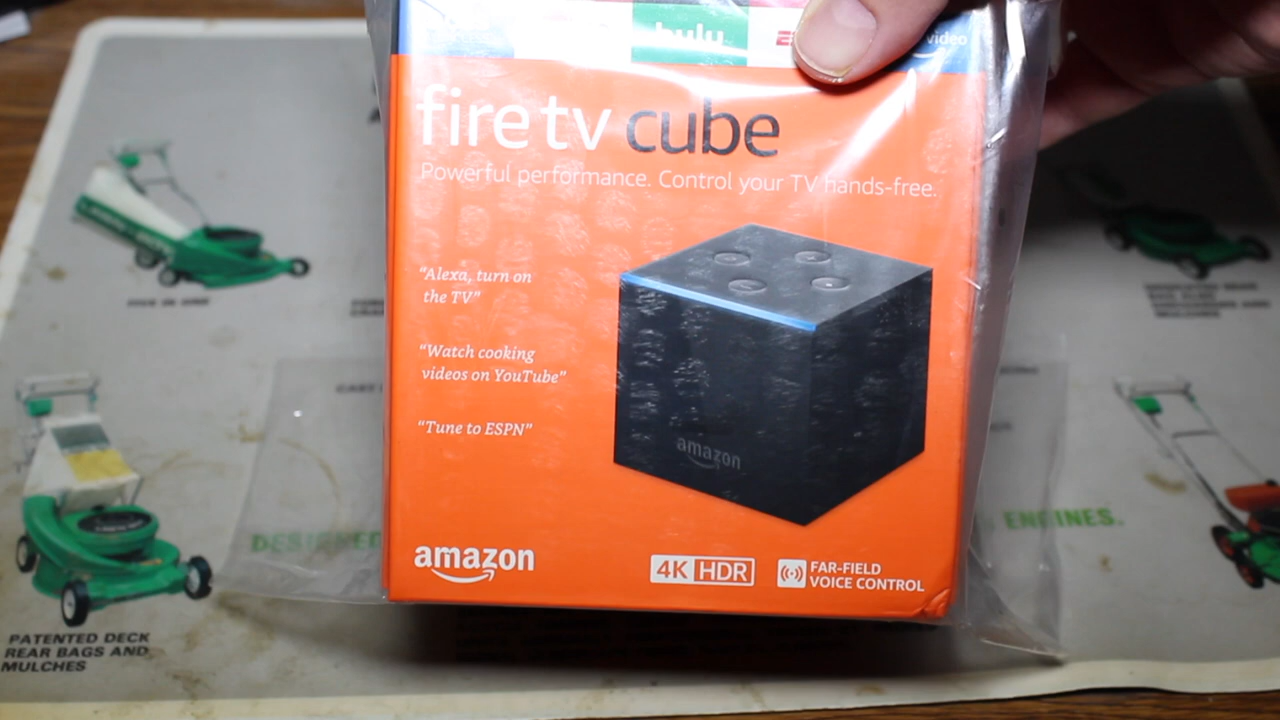 hulu
video
fire tv cube
Powerful performance. Control your TV hands-free.
“Alexa, turn on
the TV”
“Watch cooking
videos on YouTube”
“Tune to ESPN”
amazon
amazon
4K HDR
FAR-FIELD
VOICE CONTROL
DESIGNED
ENGINES.
PATENTED DECK
REAR BAGS AND
MULCHES